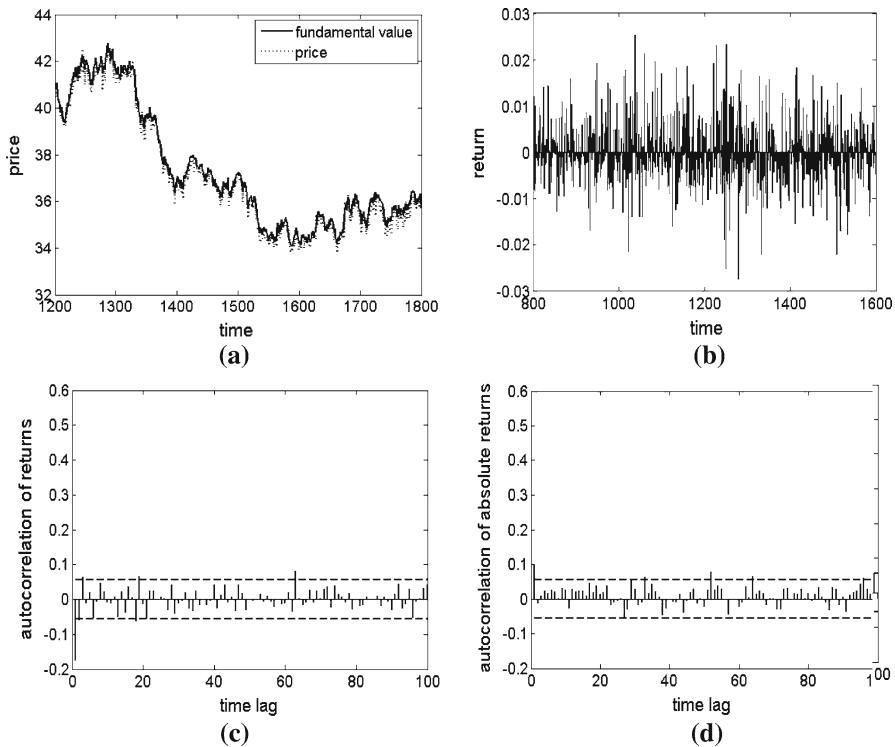 44
42
40
38
36
34
32
price
fundamental value
price
1200 1300 1400 1500 1600 1700 1800
time
(a)
0.03
0.02
0.01
0
-0.01
-0.02
-0.03
return
800 1000 1200 1400 1600
time
(b)
0.6
0.5
0.4
0.3
0.2
0.1
0
-0.1
-0.2
autocorrelation of returns
0 20 40 60 80 100
time lag
(c)
0.6
0.5
0.4
0.3
0.2
0.1
0
-0.1
-0.2
autocorrelation of absolute returns
0 20 40 60 80 100 00
time lag
(d)